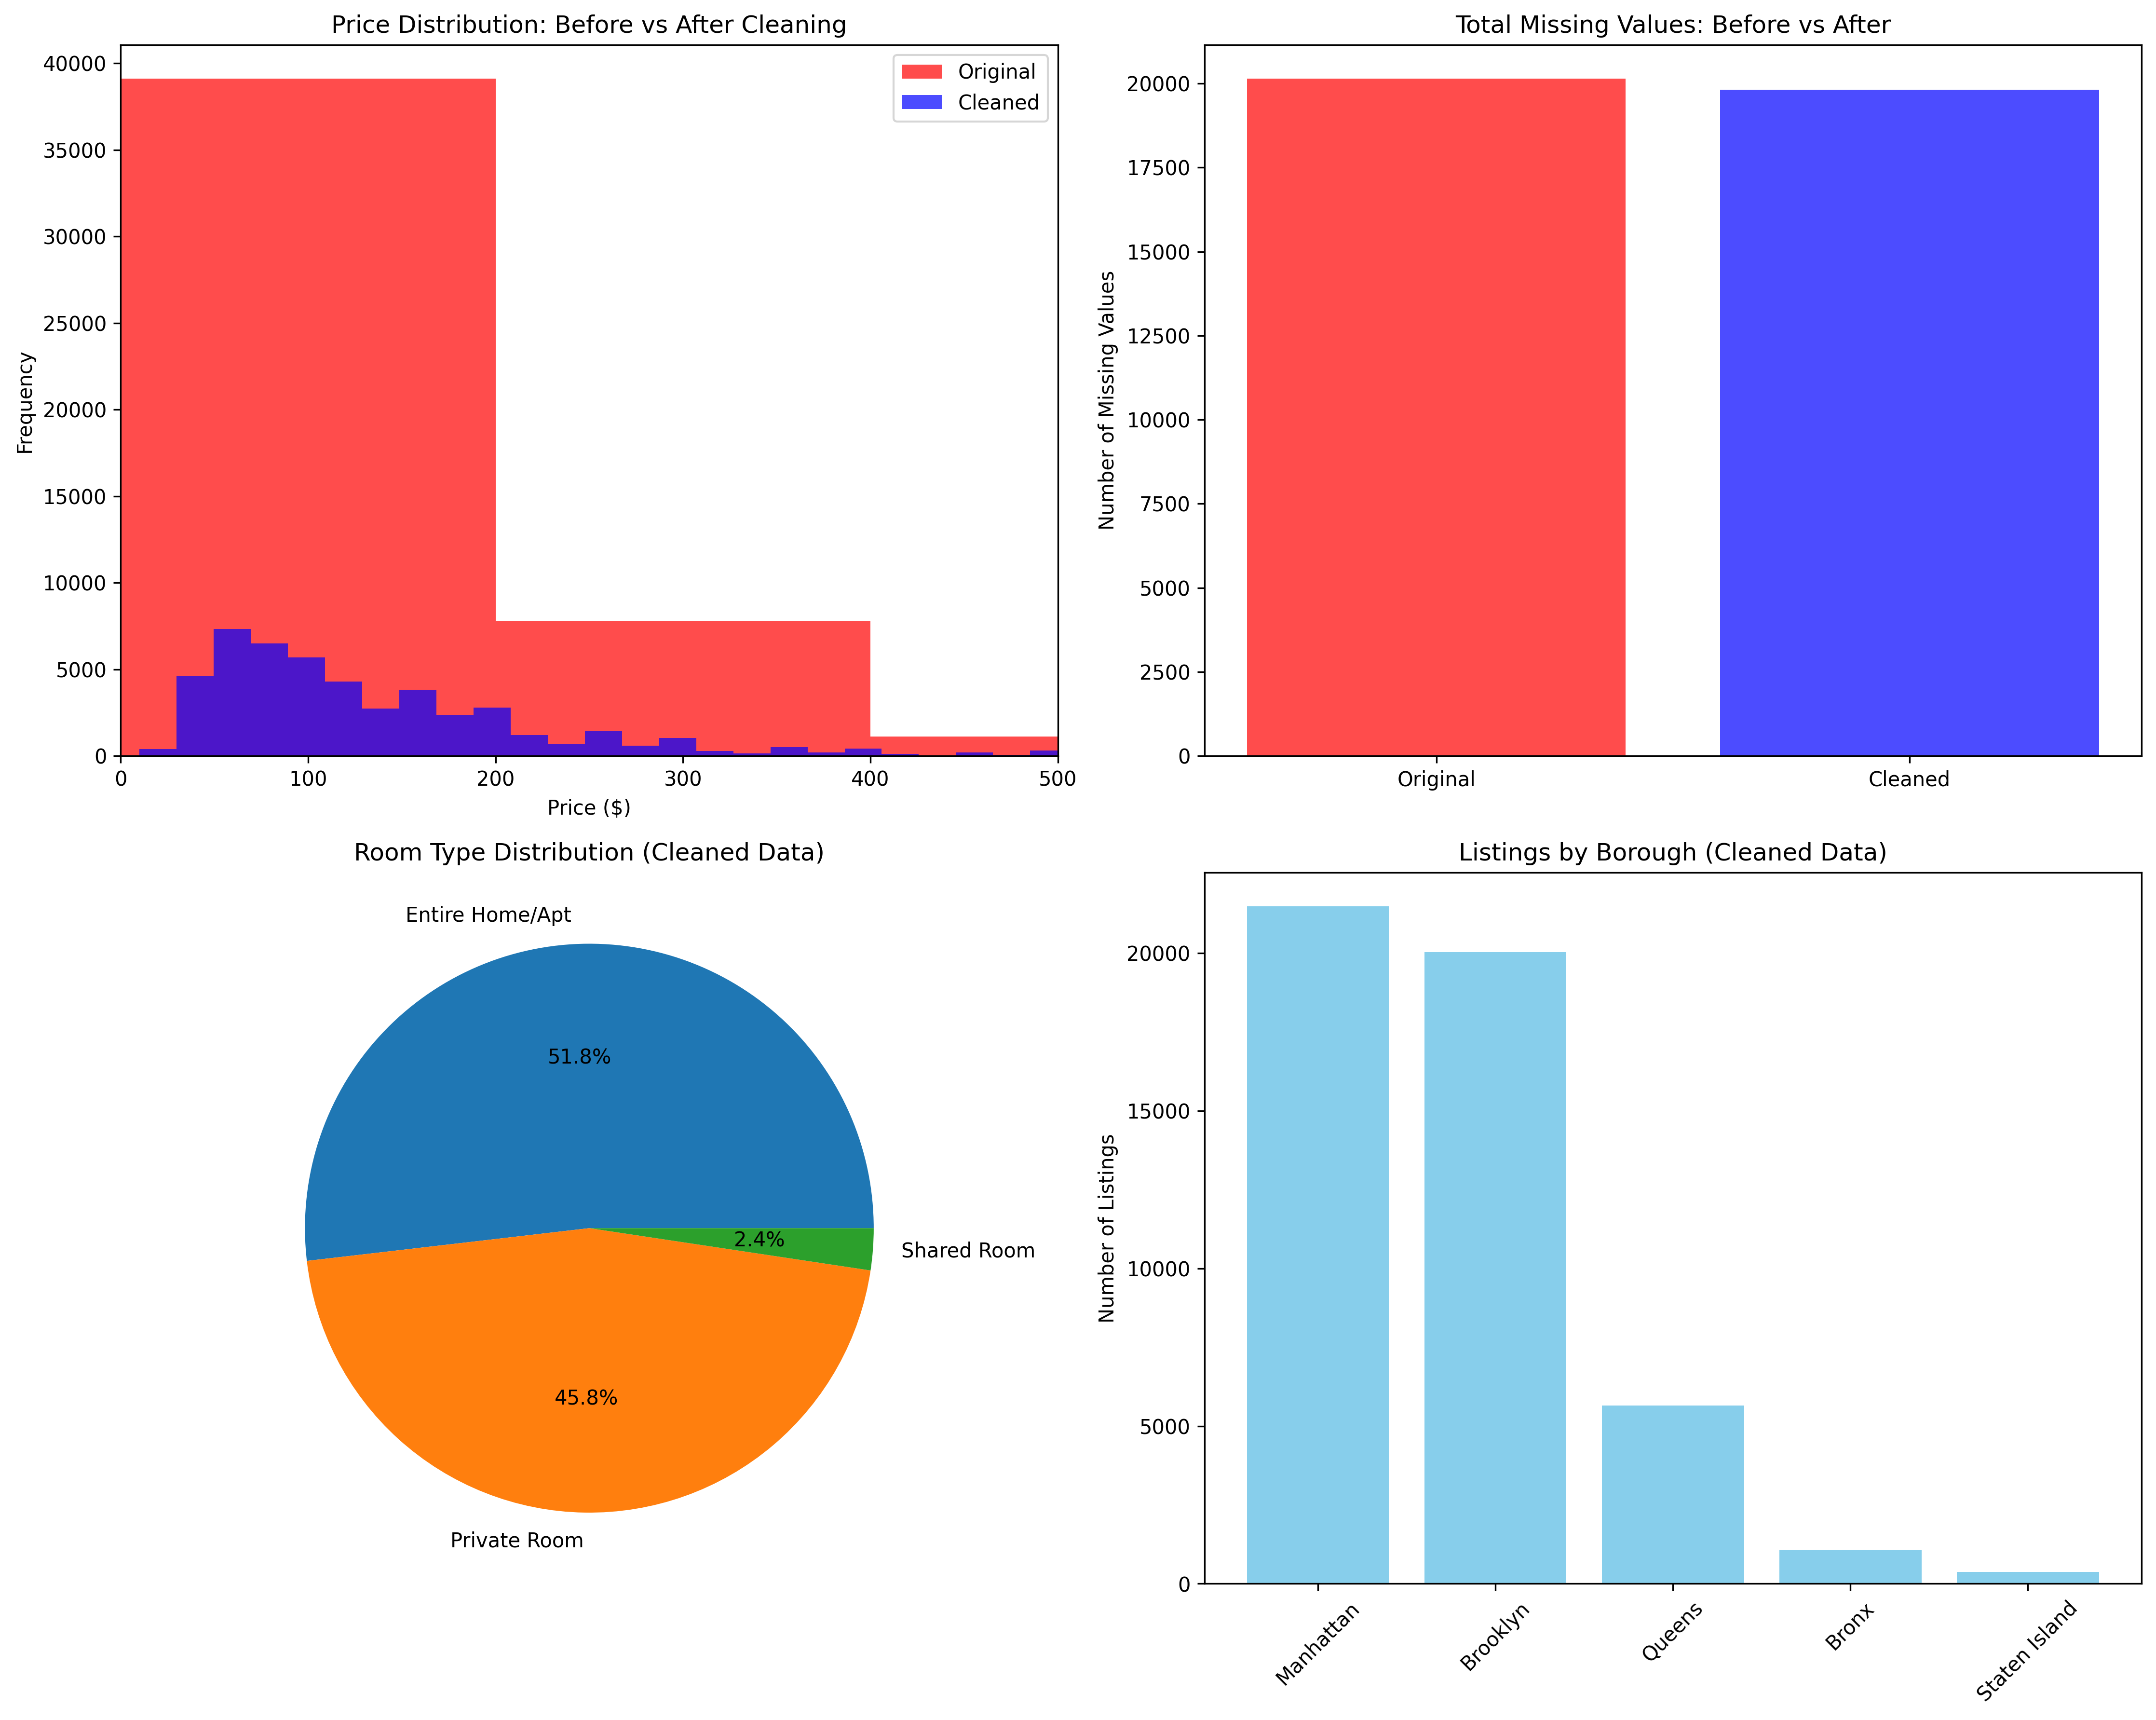 Price Distribution: Before vs After Cleaning
40000
35000
30000
25000
20000
15000
10000
5000
0
Frequency
0 100 200 300 400 500
Price ($)
Original
Cleaned
Total Missing Values: Before vs After
20000
17500
15000
12500
10000
7500
5000
2500
0
Number of Missing Values
Original Cleaned
Room Type Distribution (Cleaned Data)
Entire Home/Apt
51.8%
2.4%
Shared Room
45.8%
Private Room
Listings by Borough (Cleaned Data)
20000
15000
10000
5000
0
Number of Listings
Manhattan
Brooklyn
Queens
Bronx
Staten Island